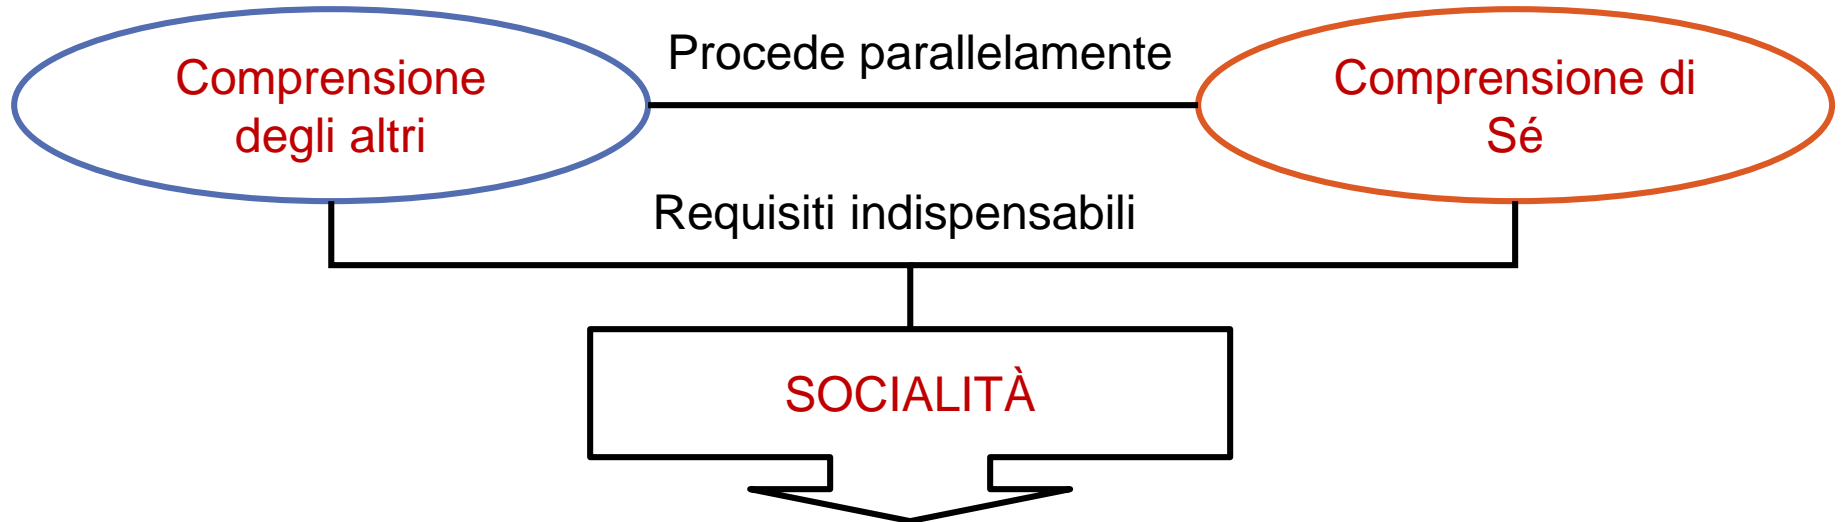 Comprensione
degli altri
Procede parallelamente
Comprensione di
Sé
Requisiti indispensabili
SOCIALITÀ